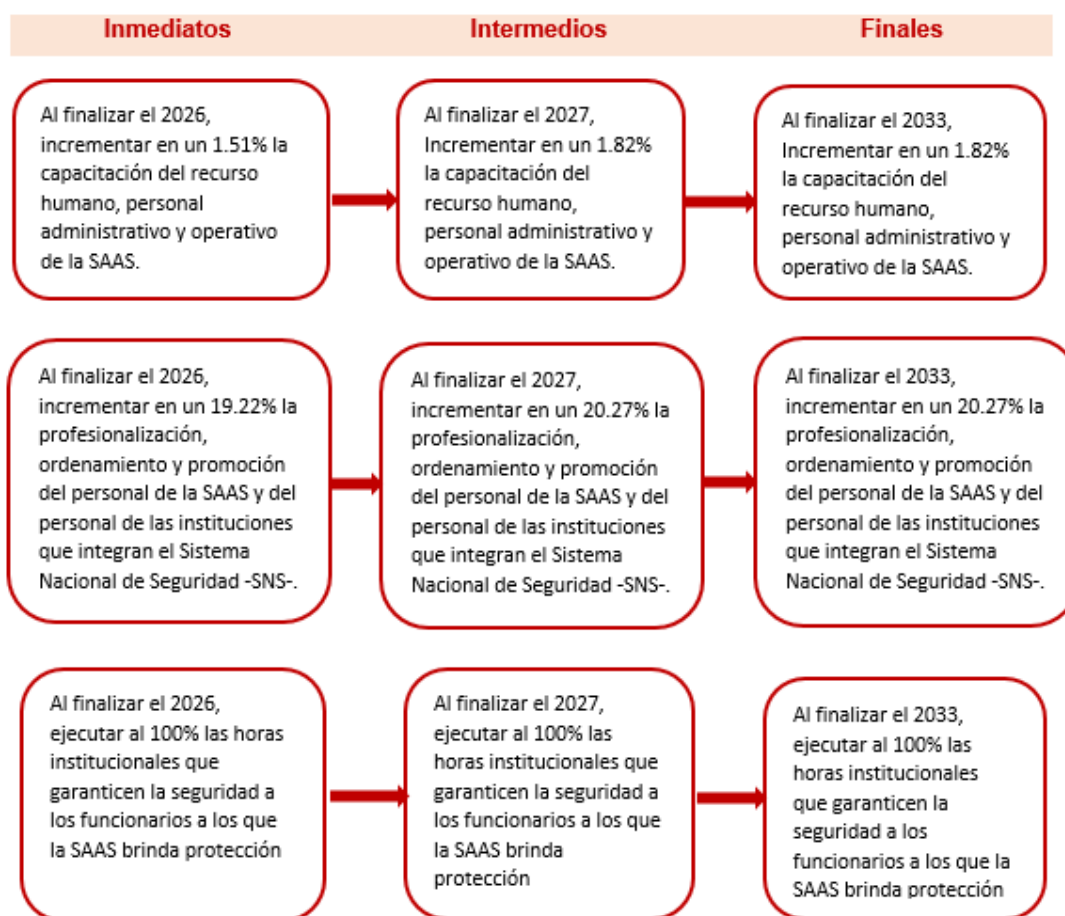 Inmediatos
Intermedios
Finales
Al finalizar el 2026,
incrementar en un 1.51% la
capacitación del recurso
humano, personal
administrativo y operativo
de la SAAS.
Al finalizar el 2027,
Incrementar en un 1.82%
la capacitación del
recurso humano,
personal administrativo y
operativo de la SAAS.
Al finalizar el 2033,
Incrementar en un 1.82%
la capacitación del
recurso humano,
personal administrativo y
operativo de la SAAS.
Al finalizar el 2026,
incrementar en un 19.22% la
profesionalización,
ordenamiento y promoción
del personal de la SAAS y del
personal de las instituciones
que integran el Sistema
Nacional de Seguridad -SNS-.
Al finalizar el 2027,
incrementar en un 20.27% la
profesionalización,
ordenamiento y promoción
del personal de la SAAS y del
personal de las instituciones
que integran el Sistema
Nacional de Seguridad -SNS-.
Al finalizar el 2033,
incrementar en un 20.27% la
profesionalización,
ordenamiento y promoción
del personal de la SAAS y del
personal de las instituciones
que integran el Sistema
Nacional de Seguridad -SNS-.
Al finalizar el 2026,
ejecutar al 100% las horas
institucionales que
garanticen la seguridad a
los funcionarios a los que
la SAAS brinda protección
Al finalizar el 2027,
ejecutar al 100% las
horas institucionales que
garanticen la seguridad a
los funcionarios a los que
la SAAS brinda
protección
Al finalizar el 2033,
ejecutar al 100% las
horas institucionales
que garanticen la
seguridad a los
funcionarios a los que la
SAAS brinda protección